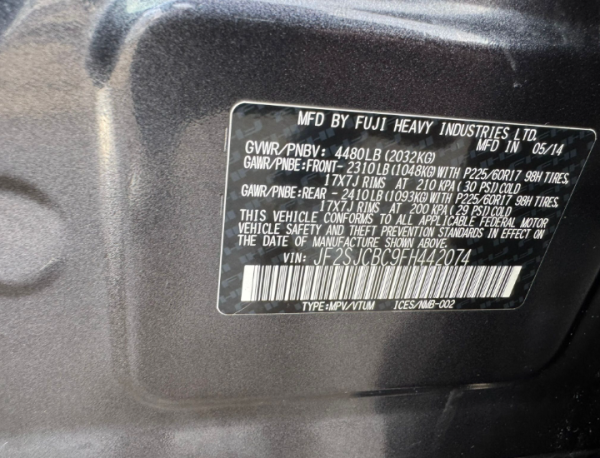 MFD BY FUJI HEAVY INDUSTRIES LTD.
GVWR/PNBV: 4480LB(2032KG) MFD IN 05/14
GAWR/PNBE:FRONT-2310LB(1048KG)WITH P225/60R17 98H TIRES,
17X7J RIMS AT 210 KPA(30 PSI)COLD
GAWR/PNBE:REAR -2410LB(1093KG)WITH P225/60R17 98H TIRES,
17X7J RIMS AT 200 KPA(29 PSI)COLD
THIS VEHICLE CONFORMS TO ALL APPLICABLE FEDERAL MOTOR
VEHICLE SAFETY AND THEFT PREVENTION STANDARDS IN EFFECT
ON THE DATE OF MANUFACTURE SHOWN ABOVE.
VIN: JF2SJCBC9FH442074
TYPE:MPV/VTUM ICES/NMB-002